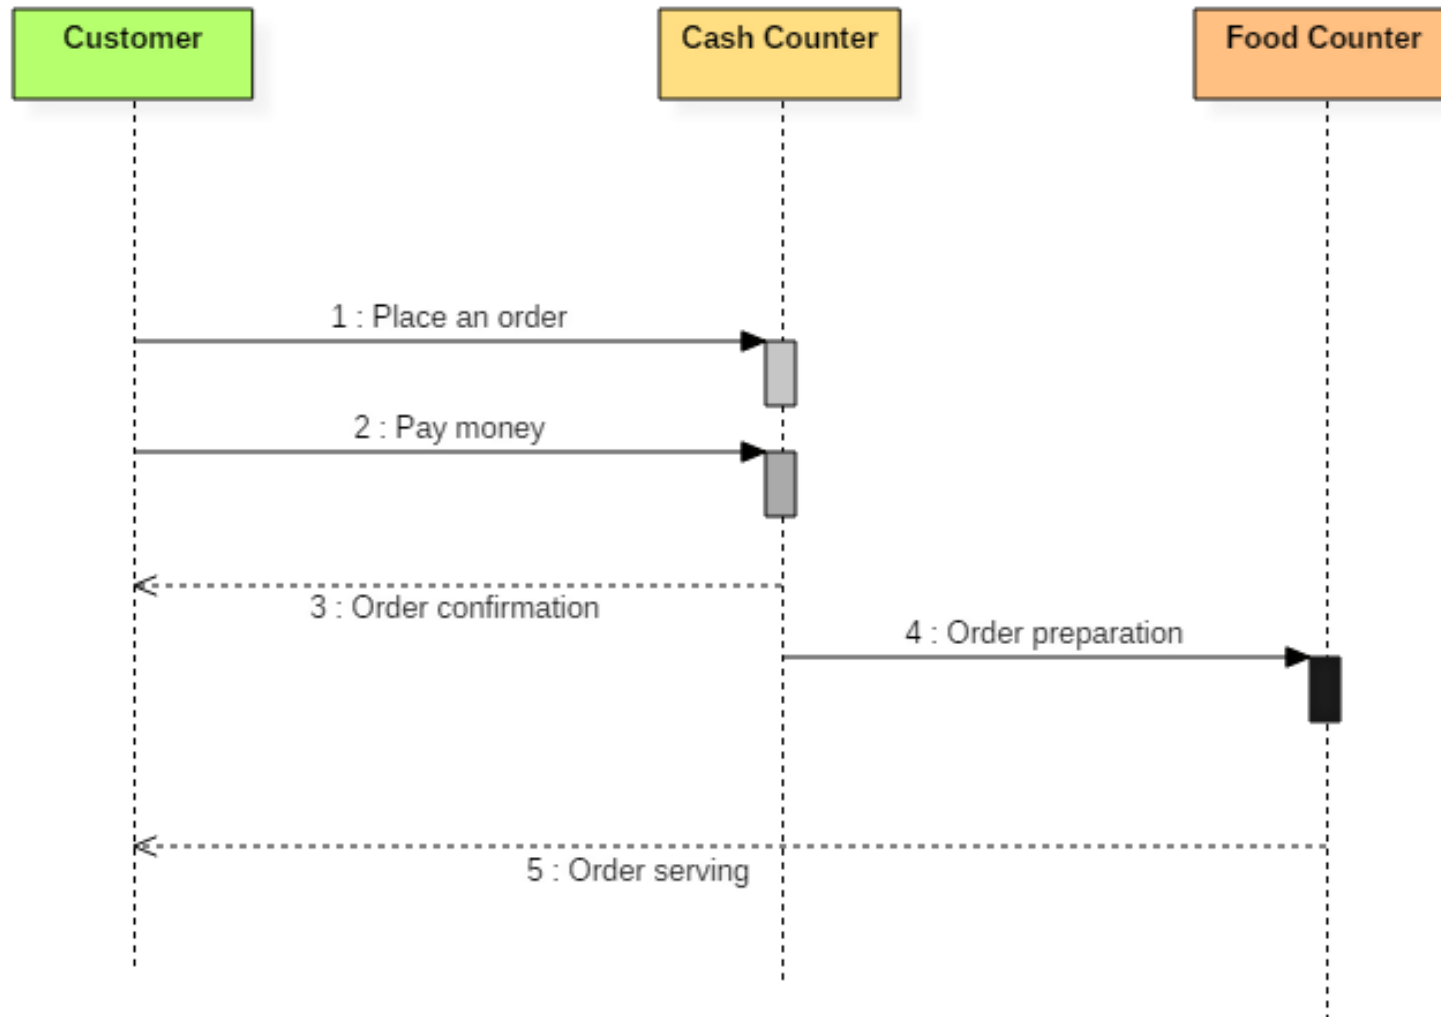 Customer
Cash Counter
Food Counter
1 : Place an order
2 : Pay money
3 : Order confirmation
4 : Order preparation
5 : Order serving